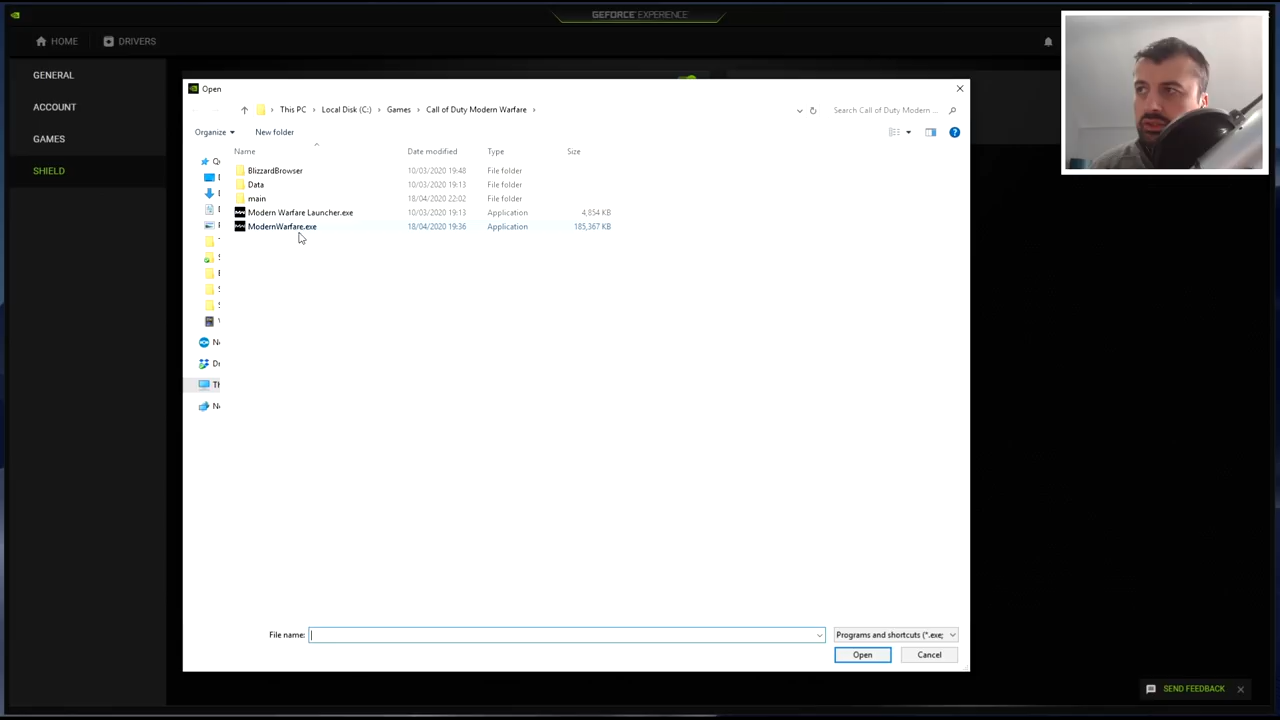 GEFORCE EXPERIENCE
HOME
DRIVERS
GENERAL
ACCOUNT
GAMES
SHIELD
Open
This PC › Local Disk (C:) › Games › Call of Duty Modern Warfare ›
Search Call of Duty Modern ...
Organize
New folder
Name Date modified Type Size
BlizzardBrowser 10/03/2020 19:48 File folder
Data 10/03/2020 19:13 File folder
main 18/04/2020 22:02 File folder
Modern Warfare Launcher.exe 10/03/2020 19:13 Application 4,854 KB
ModernWarfare.exe 18/04/2020 19:36 Application 185,367 KB
File name:
Programs and shortcuts (*.exe;
Open
Cancel
SEND FEEDBACK